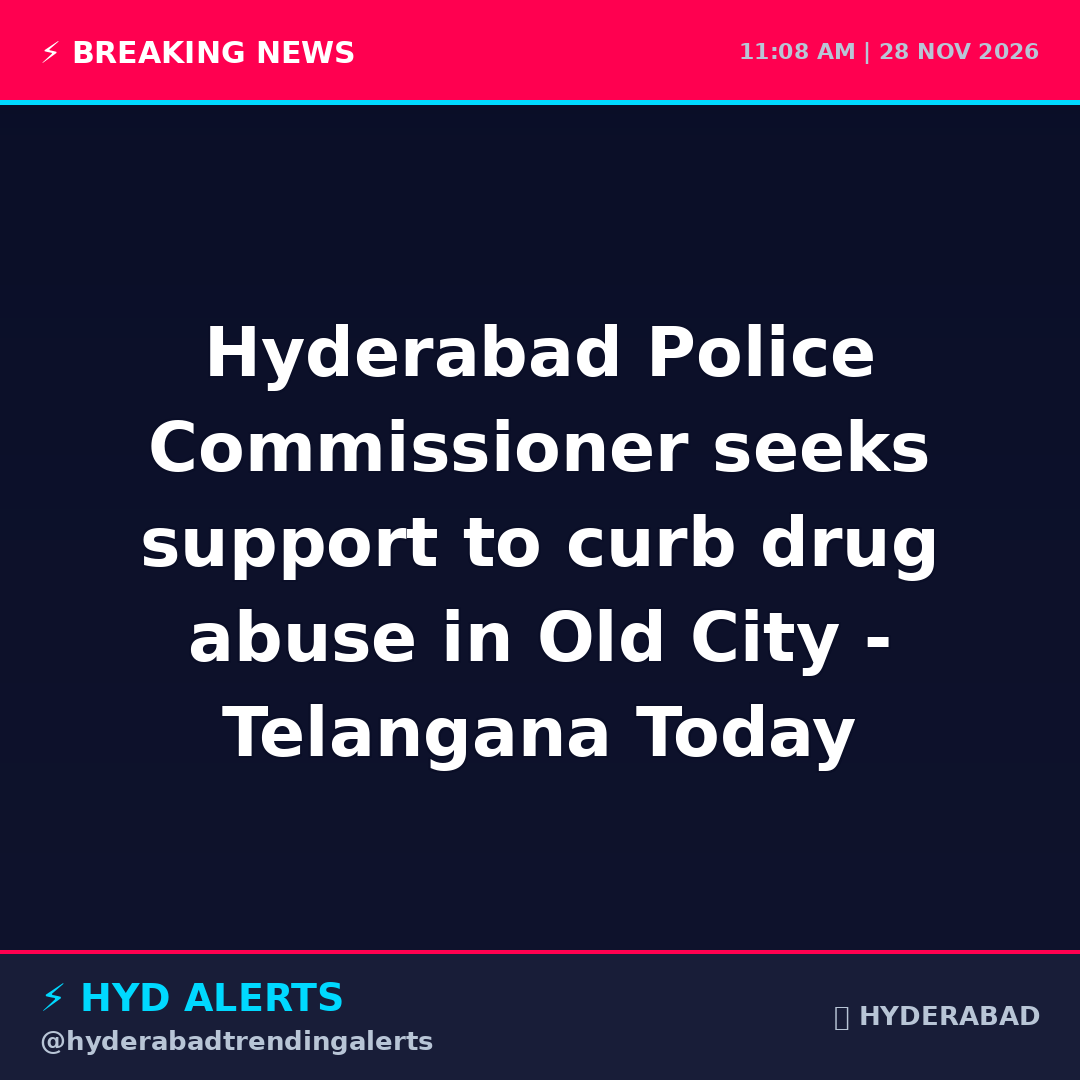 ⚡ BREAKING NEWS
11:08 AM | 28 NOV 2026
Hyderabad Police
Commissioner seeks
support to curb drug
abuse in Old City -
Telangana Today
⚡ HYD ALERTS
@hyderabadtrendingalerts
HYDERABAD